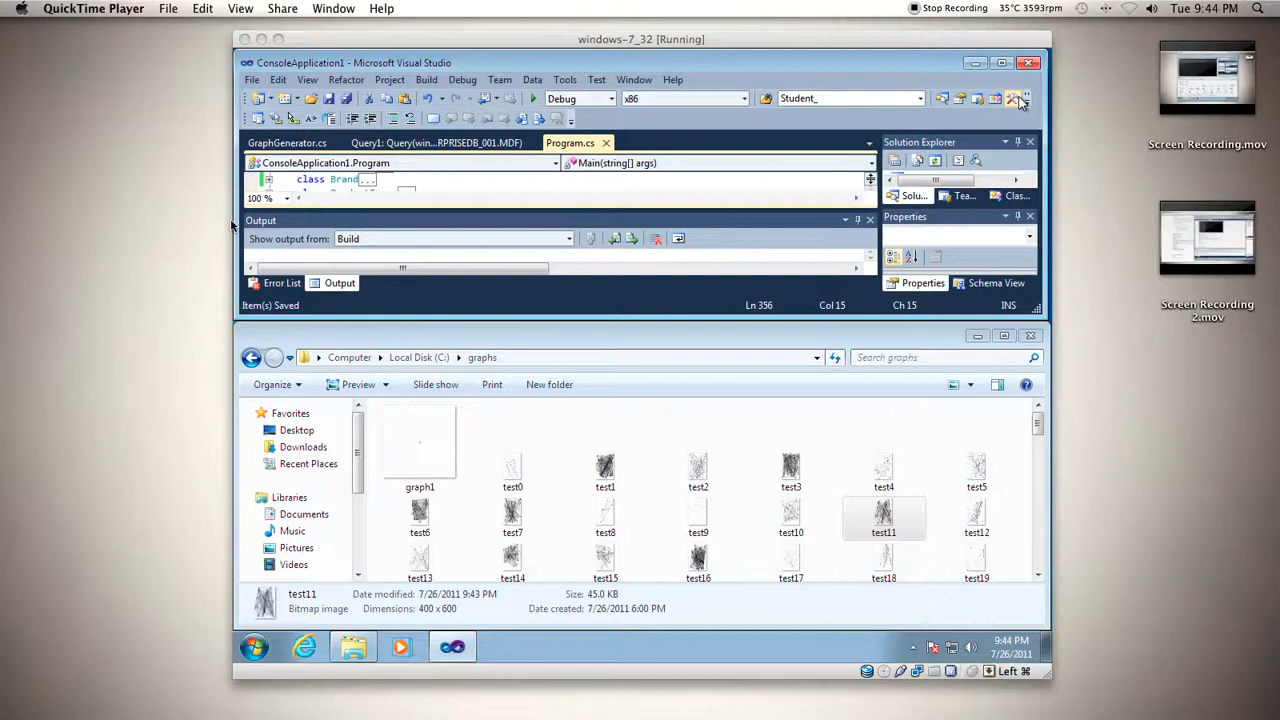 QuickTime Player File Edit View Share Window Help Stop Recording 35°C 3593rpm Tue 9:44 PM
windows-7_32 [Running]
ConsoleApplication1 - Microsoft Visual Studio
File Edit View Refactor Project Build Debug Team Data Tools Test Window Help
Debug x86 Student_
GraphGenerator.cs Query1: Query(win...RPRISEDB_001.MDF) Program.cs
ConsoleApplication1.Program Main(string[] args)
class Brand...
100 %
Solution Explorer
Solu... Tea... Clas...
Output
Show output from: Build
Properties
Error List Output
Properties Schema View
Item(s) Saved Ln 356 Col 15 Ch 15 INS
Computer Local Disk (C:) graphs Search graphs
Organize Preview Slide show Print New folder
Favorites
Desktop
Downloads
Recent Places
Libraries
Documents
Music
Pictures
Videos
graph1 test0 test1 test2 test3 test4 test5
test6 test7 test8 test9 test10 test11 test12
test13 test14 test15 test16 test17 test18 test19
test11 Date modified: 7/26/2011 9:43 PM Size: 45.0 KB
Bitmap image Dimensions: 400 x 600 Date created: 7/26/2011 6:00 PM
9:44 PM
7/26/2011
Left ⌘
Screen Recording.mov
Screen Recording
2.mov